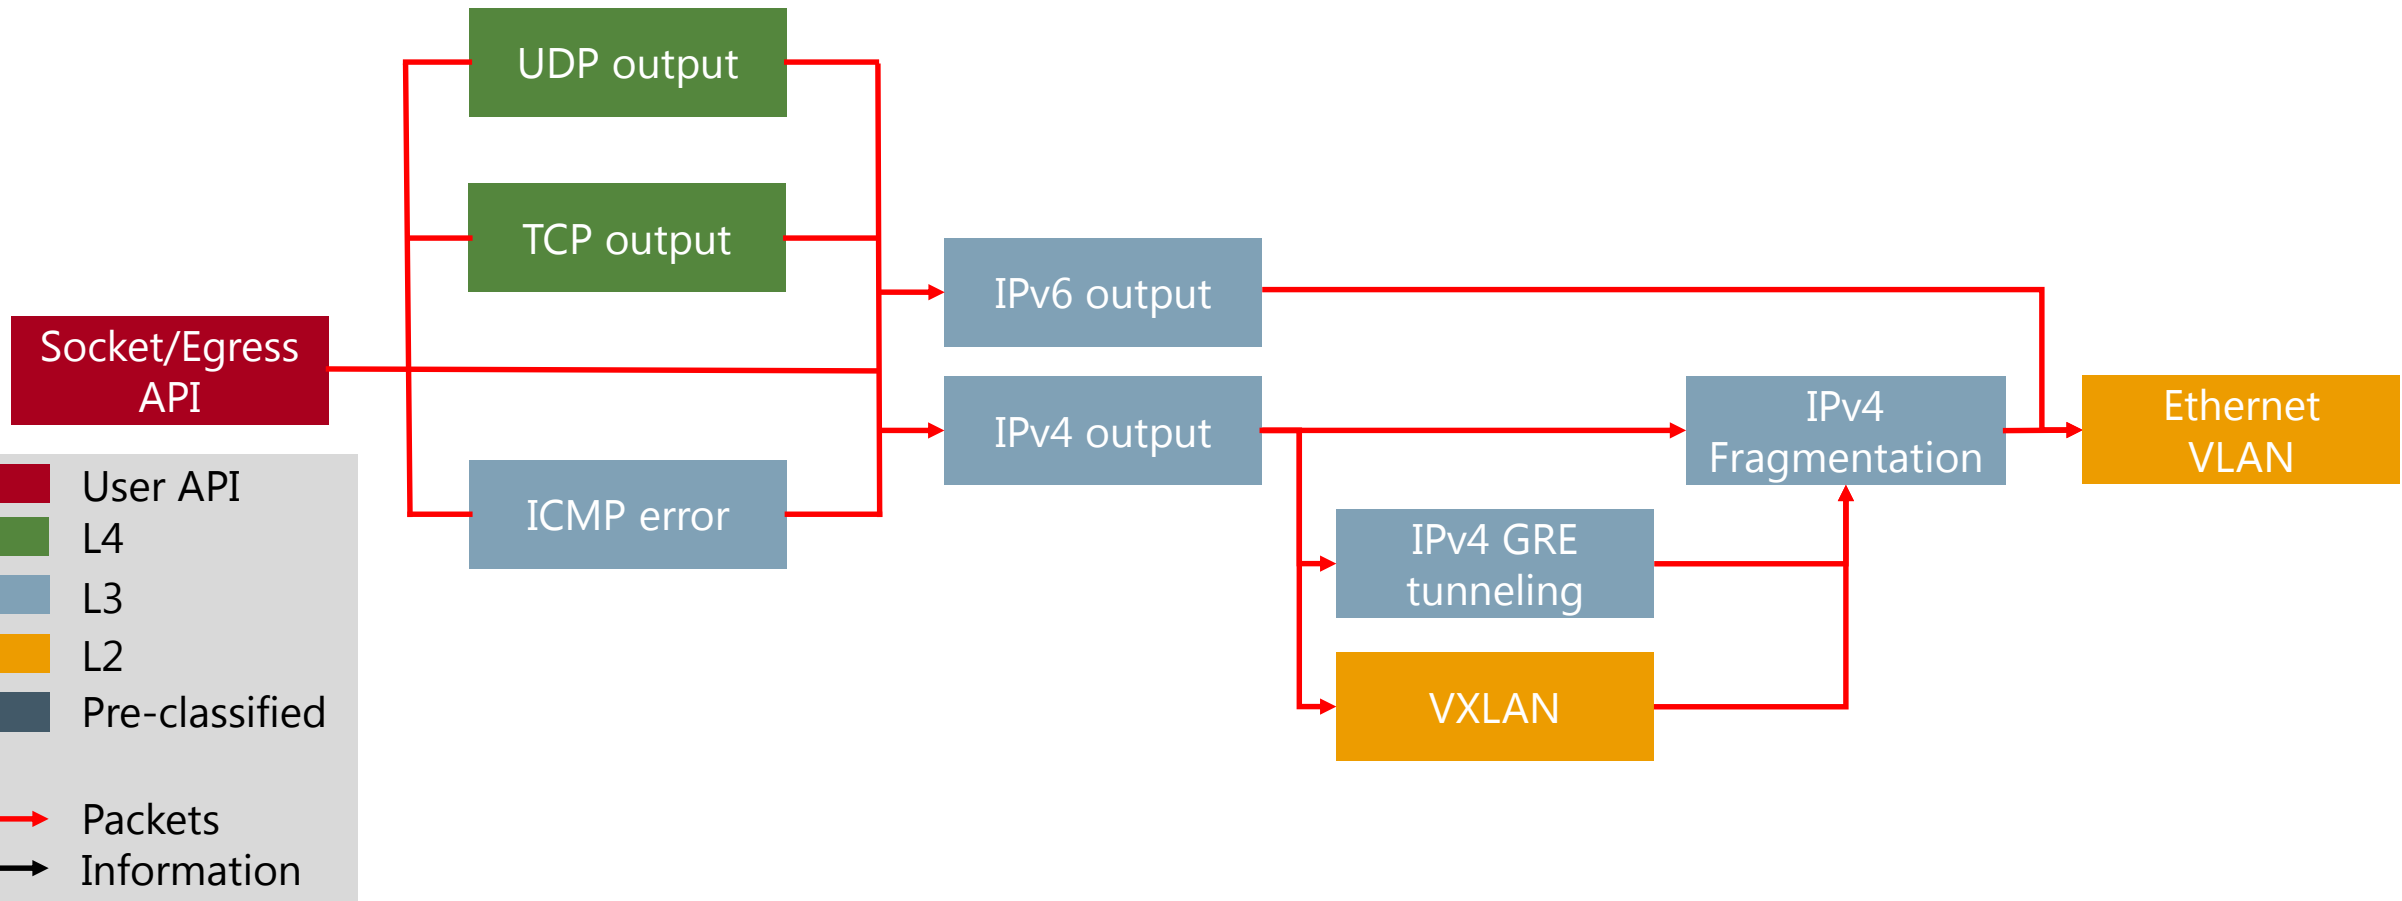 UDP output
TCP output
IPv6 output
Socket/Egress
API
IPv4 output
IPv4
Fragmentation
Ethernet
VLAN
ICMP error
IPv4 GRE
tunneling
VXLAN
User API
L4
L3
L2
Pre-classified
Packets
Information